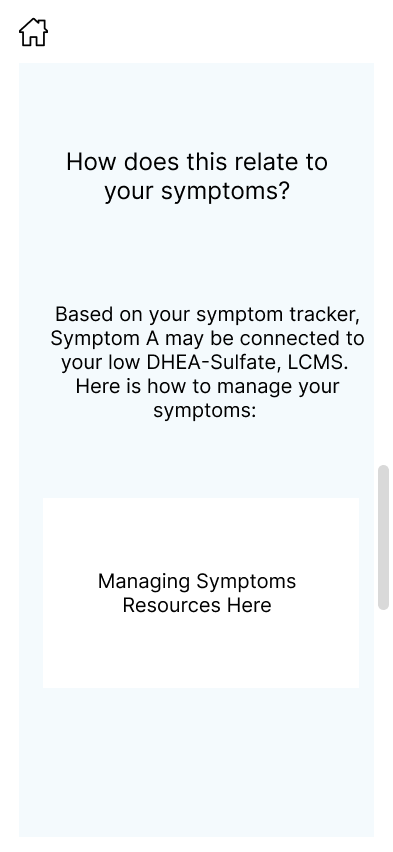 How does this relate to
your symptoms?
Based on your symptom tracker,
Symptom A may be connected to
your low DHEA-Sulfate, LCMS.
Here is how to manage your
symptoms:
Managing Symptoms
Resources Here